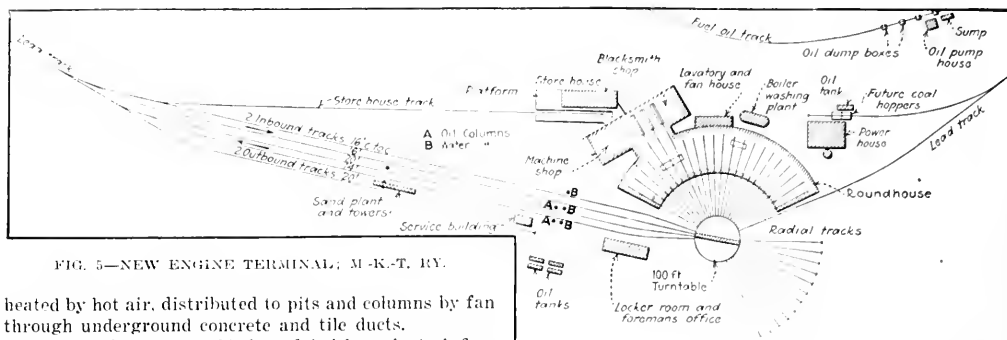 Fuel oil track
Sump
Oil dump boxes
Oil pump
house
Lead track
Blacksmith
shop
Lavatory and
fan house
Boiler
washing
plant
Oil
tank
Future coal
hoppers
Platform
Store house
Store house track
Power
house
Lead track
2 Inbound tracks 16' c. to c.
2 Outbound tracks 20'
A Oil Columns
B Water "
Machine
shop
Roundhouse
Sand plant
and towers
B
A B
A B
Service building
Radial tracks
Oil
tanks
100 ft
Turntable
Locker room and
foremans office
FIG. 5—NEW ENGINE TERMINAL; M.-K.-T. RY.
heated by hot air, distributed to pits and columns by fan
through underground concrete and tile ducts.